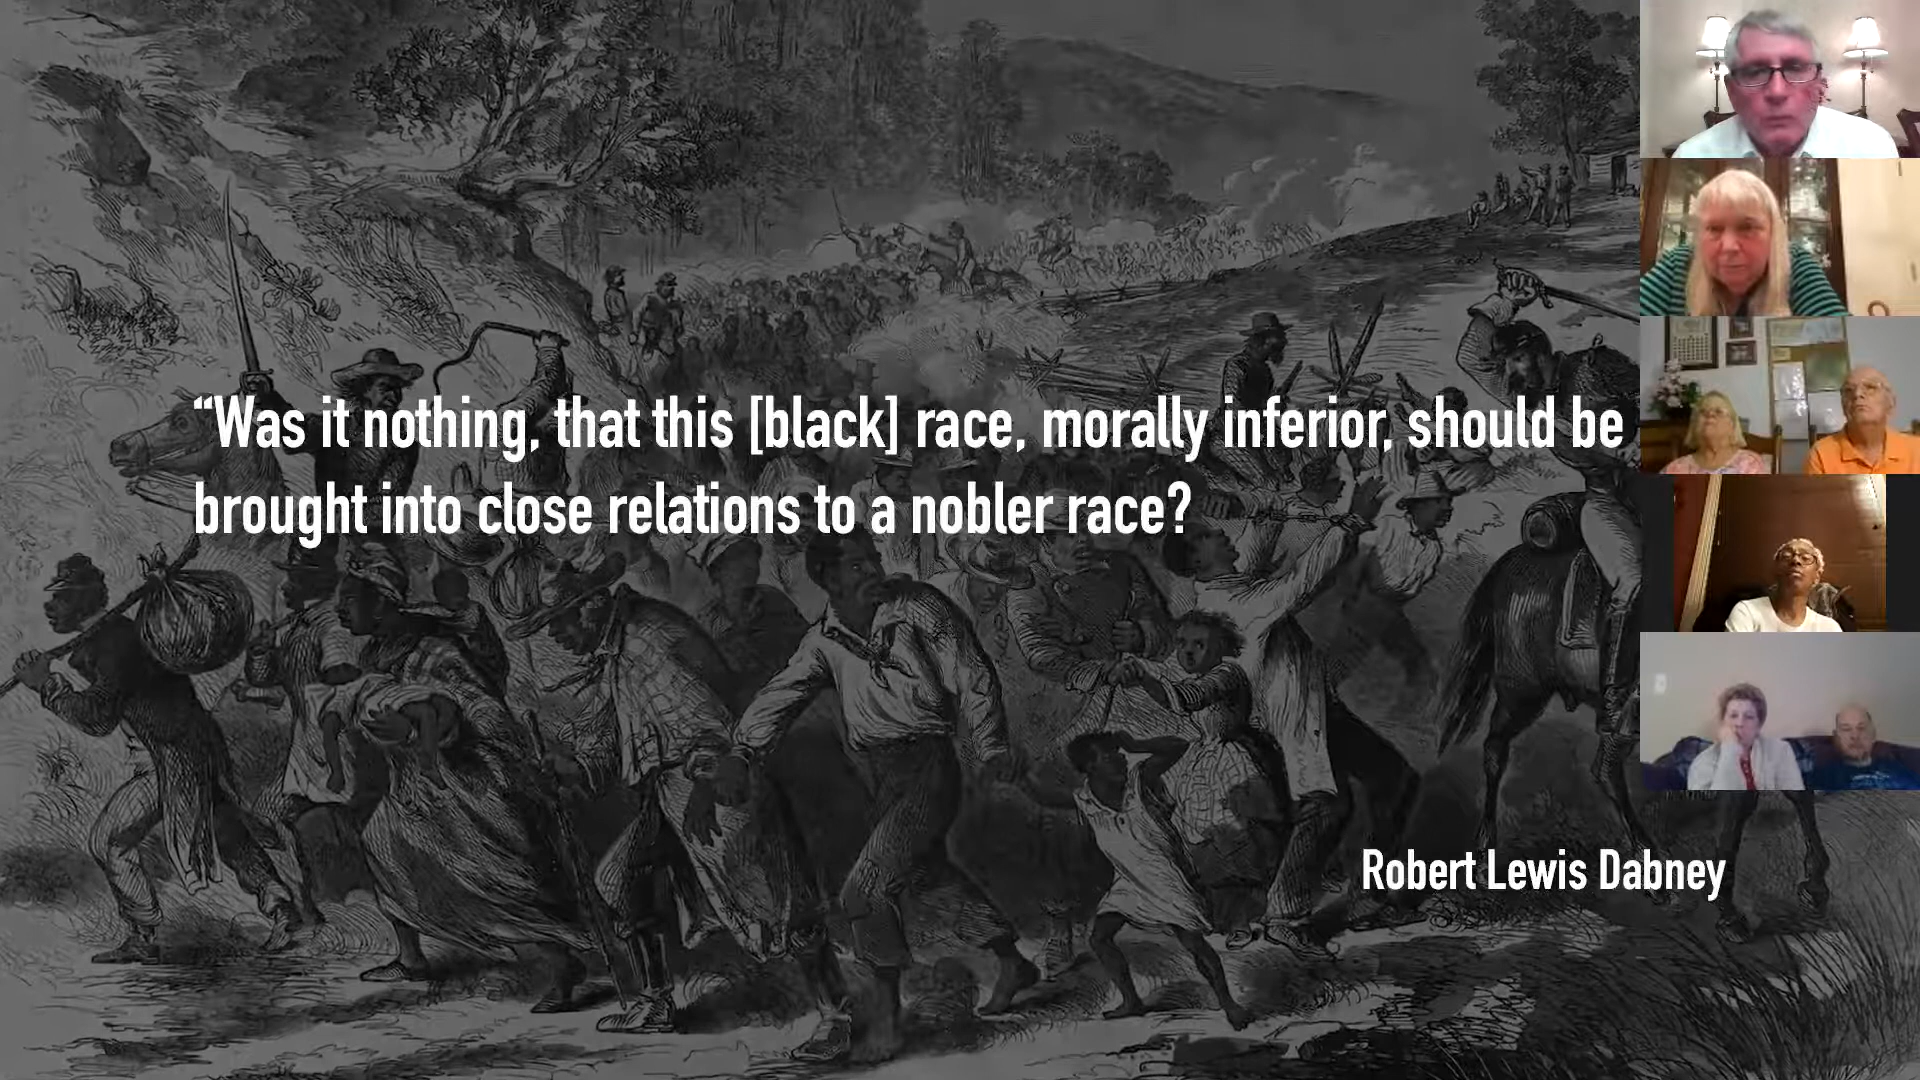 “Was it nothing, that this [black] race, morally inferior, should be
brought into close relations to a nobler race?
Robert Lewis Dabney